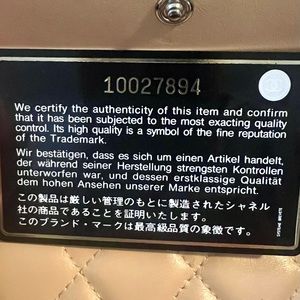 10027894
We certify the authenticity of this item and confirm
that it has been subjected to the most exacting quality
control. Its high quality is a symbol of the fine reputation
of the Trademark.
Wir bestätigen, dass es sich um einen Artikel handelt,
der während seiner Herstellung strengsten Kontrollen
unterworfen war, und dessen erstklassige Qualität
dem hohen Ansehen unserer Marke entspricht.
この製品は厳しい管理のもとに製造されたシャネル
社の商品であることを証明いたします。
このブランド・マークは最高級品質の象徴です。